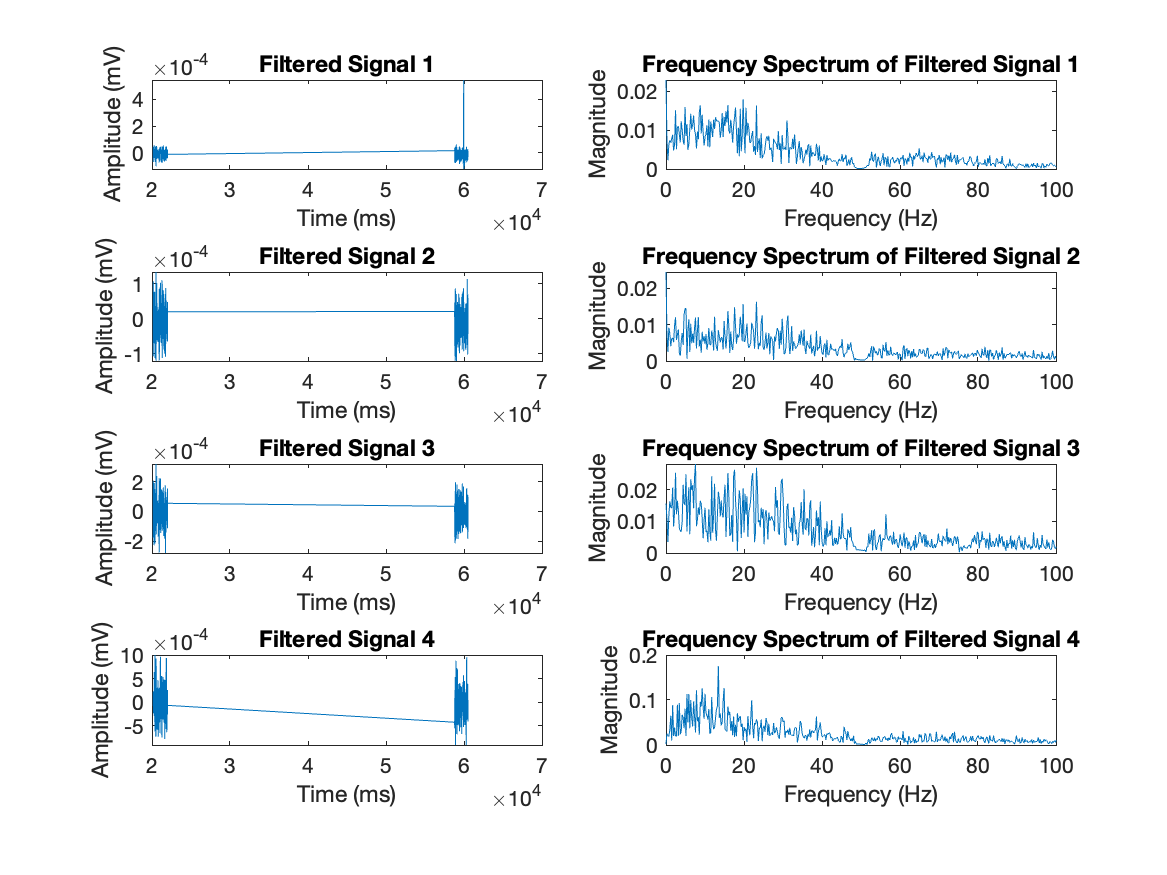 Filtered Signal 1
×10-4
Amplitude (mV)
4
2
0
2 3 4 5 6 7
Time (ms)
×104
Frequency Spectrum of Filtered Signal 1
Magnitude
0.02
0.01
0
0 20 40 60 80 100
Frequency (Hz)
Filtered Signal 2
×10-4
Amplitude (mV)
1
0
-1
2 3 4 5 6 7
Time (ms)
×104
Frequency Spectrum of Filtered Signal 2
Magnitude
0.02
0.01
0
0 20 40 60 80 100
Frequency (Hz)
Filtered Signal 3
×10-4
Amplitude (mV)
2
0
-2
2 3 4 5 6 7
Time (ms)
×104
Frequency Spectrum of Filtered Signal 3
Magnitude
0.02
0.01
0
0 20 40 60 80 100
Frequency (Hz)
Filtered Signal 4
×10-4
Amplitude (mV)
10
5
0
-5
2 3 4 5 6 7
Time (ms)
×104
Frequency Spectrum of Filtered Signal 4
Magnitude
0.2
0.1
0
0 20 40 60 80 100
Frequency (Hz)